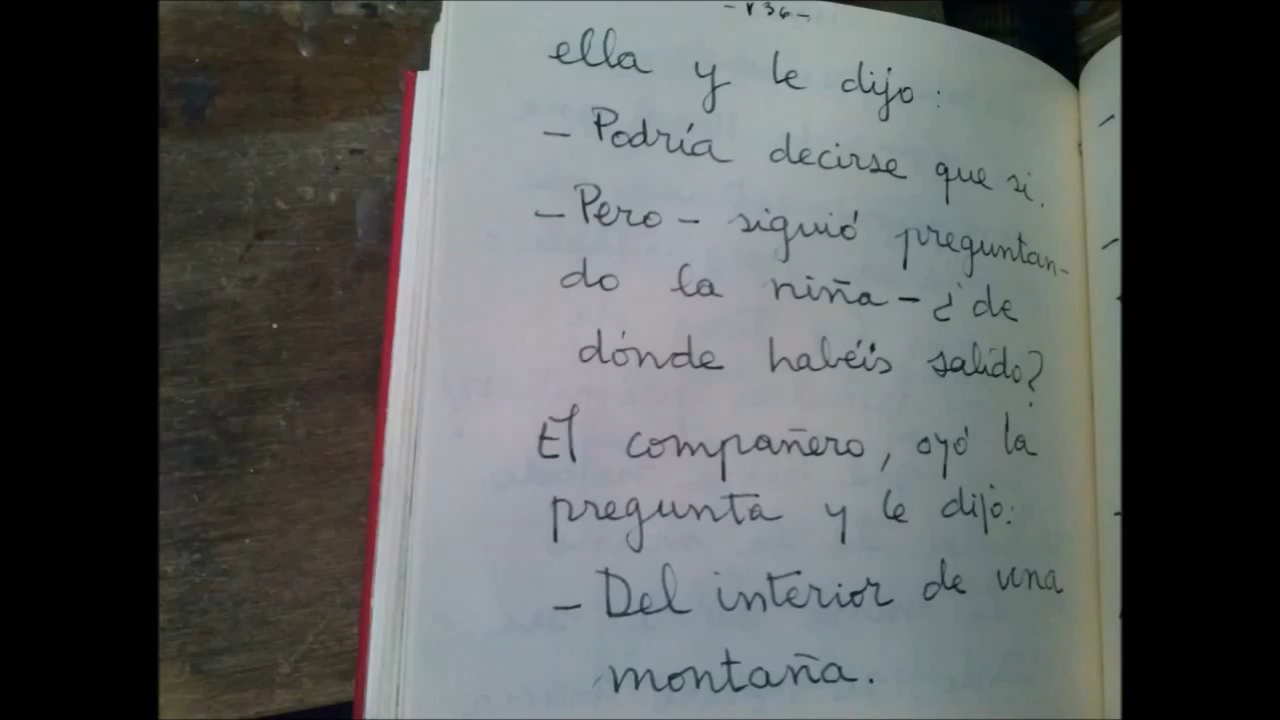 ella y le dijo:
- Podría decirse que si.
- Pero - siguió preguntan-
do la niña - ¿de
dónde habéis salido?
El compañero, oyó la
pregunta y le dijo:
- Del interior de una
montaña.